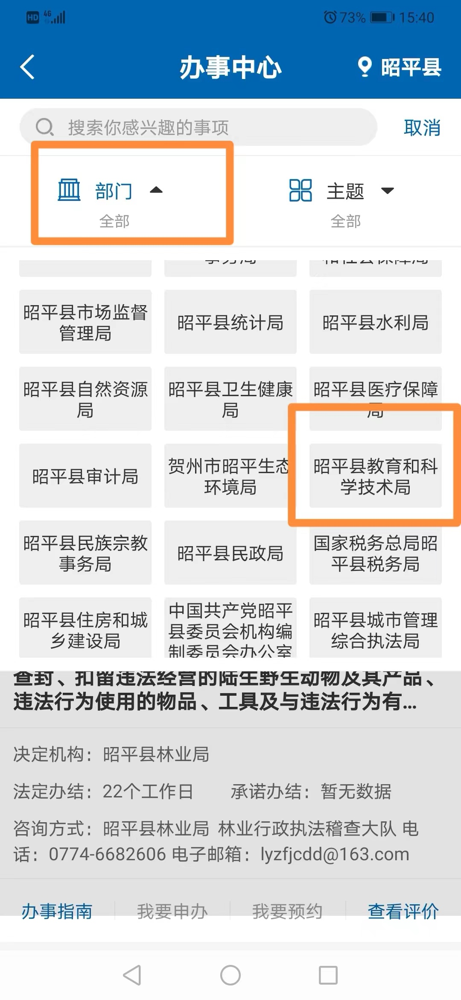 HD 4G 73% 15:40
办事中心 昭平县
搜索你感兴趣的事项 取消
部门 主题
全部 全部
昭平县市场监督
管理局
昭平县统计局
昭平县水利局
昭平县自然资源
局
昭平县卫生健康
局
昭平县医疗保障
局
昭平县审计局
贺州市昭平生态
环境局
昭平县教育和科
学技术局
昭平县民族宗教
事务局
昭平县民政局
国家税务总局昭
平县税务局
昭平县住房和城
乡建设局
中国共产党昭平
县委员会机构编
制委员会办公室
昭平县城市管理
综合执法局
查封、扣留违法经营的陆生野生动物及其产品、
违法行为使用的物品、工具及与违法行为有...
决定机构：昭平县林业局
法定办结：22个工作日 承诺办结：暂无数据
咨询方式：昭平县林业局 林业行政执法稽查大队 电
话：0774-6682606 电子邮箱：lyzfjcdd@163.com
办事指南 我要申办 我要预约 查看评价